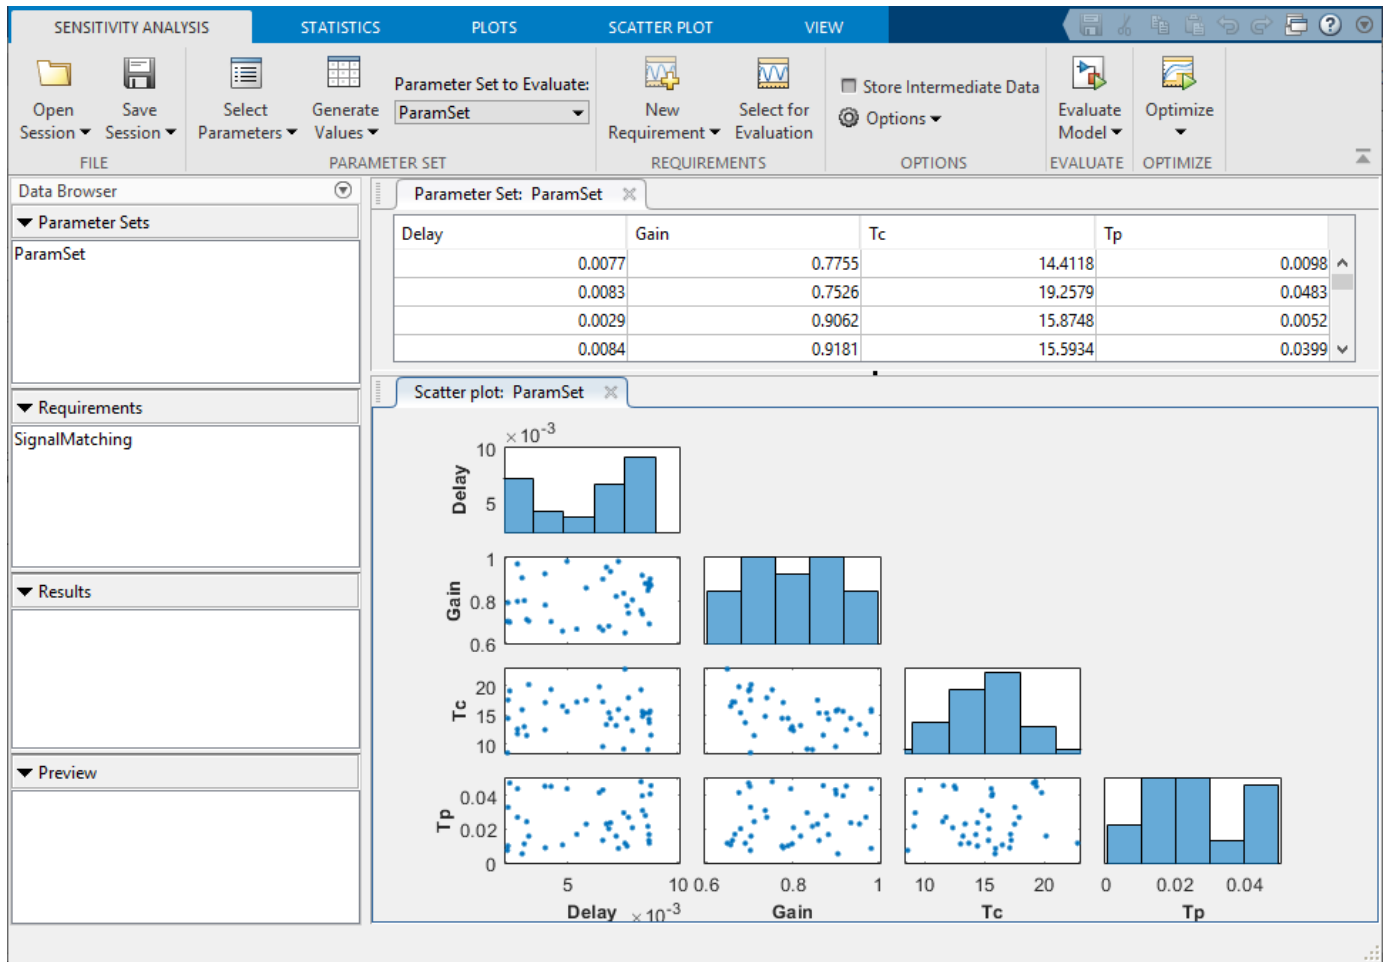 SENSITIVITY ANALYSIS STATISTICS PLOTS SCATTER PLOT VIEW
Open Session Save Session Select Parameters Generate Values Parameter Set to Evaluate: ParamSet New Requirement Select for Evaluation Store Intermediate Data Options Evaluate Model Optimize
FILE PARAMETER SET REQUIREMENTS OPTIONS EVALUATE OPTIMIZE
Data Browser
Parameter Sets
ParamSet
Requirements
SignalMatching
Results
Preview
Parameter Set: ParamSet
Delay Gain Tc Tp
0.0077 0.7755 14.4118 0.0098
0.0083 0.7526 19.2579 0.0483
0.0029 0.9062 15.8748 0.0052
0.0084 0.9181 15.5934 0.0399
Scatter plot: ParamSet
×10-3
10
5
Delay
1
0.8
0.6
Gain
20
15
10
Tc
0.04
0.02
0
Tp
5 10 0.6 0.8 1 10 15 20 0 0.02 0.04
Delay ×10-3 Gain Tc Tp